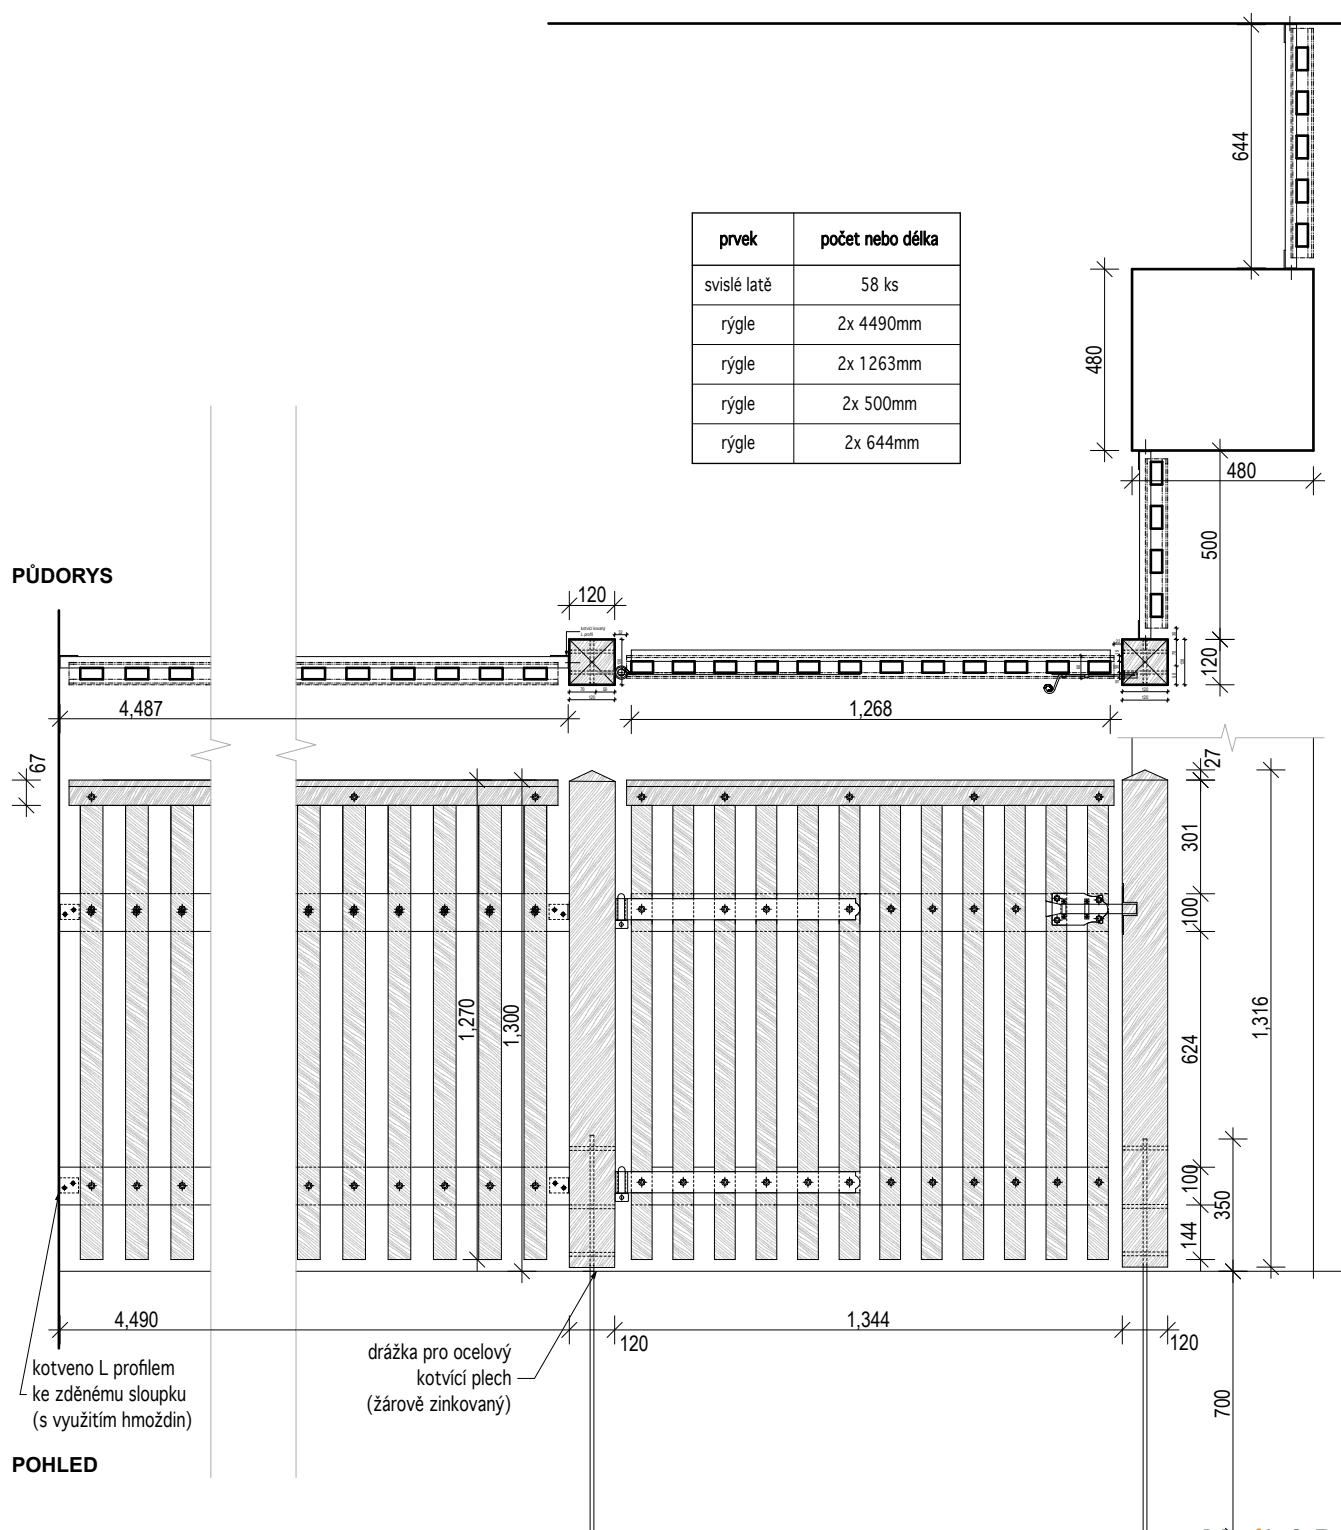 644
prvek počet nebo délka
svislé latě 58 ks
rýgle 2x 4490mm
rýgle 2x 1263mm
rýgle 2x 500mm
rýgle 2x 644mm
480
480
500
PŮDORYS
120
120
4,487
1,268
67
27
301
100
1,270
1,300
624
1,316
100
350
144
4,490
120
1,344
120
drážka pro ocelový
kotvící plech
(žárově zinkovaný)
kotveno L profilem
ke zděnému sloupku
(s využitím hmoždin)
700
POHLED